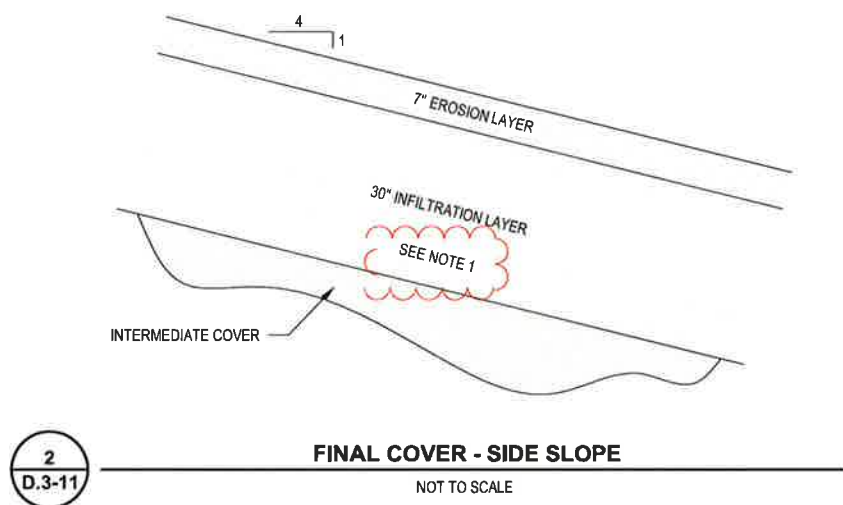 4
1
7" EROSION LAYER
30" INFILTRATION LAYER
SEE NOTE 1
INTERMEDIATE COVER
2
D.3-11
FINAL COVER - SIDE SLOPE
NOT TO SCALE